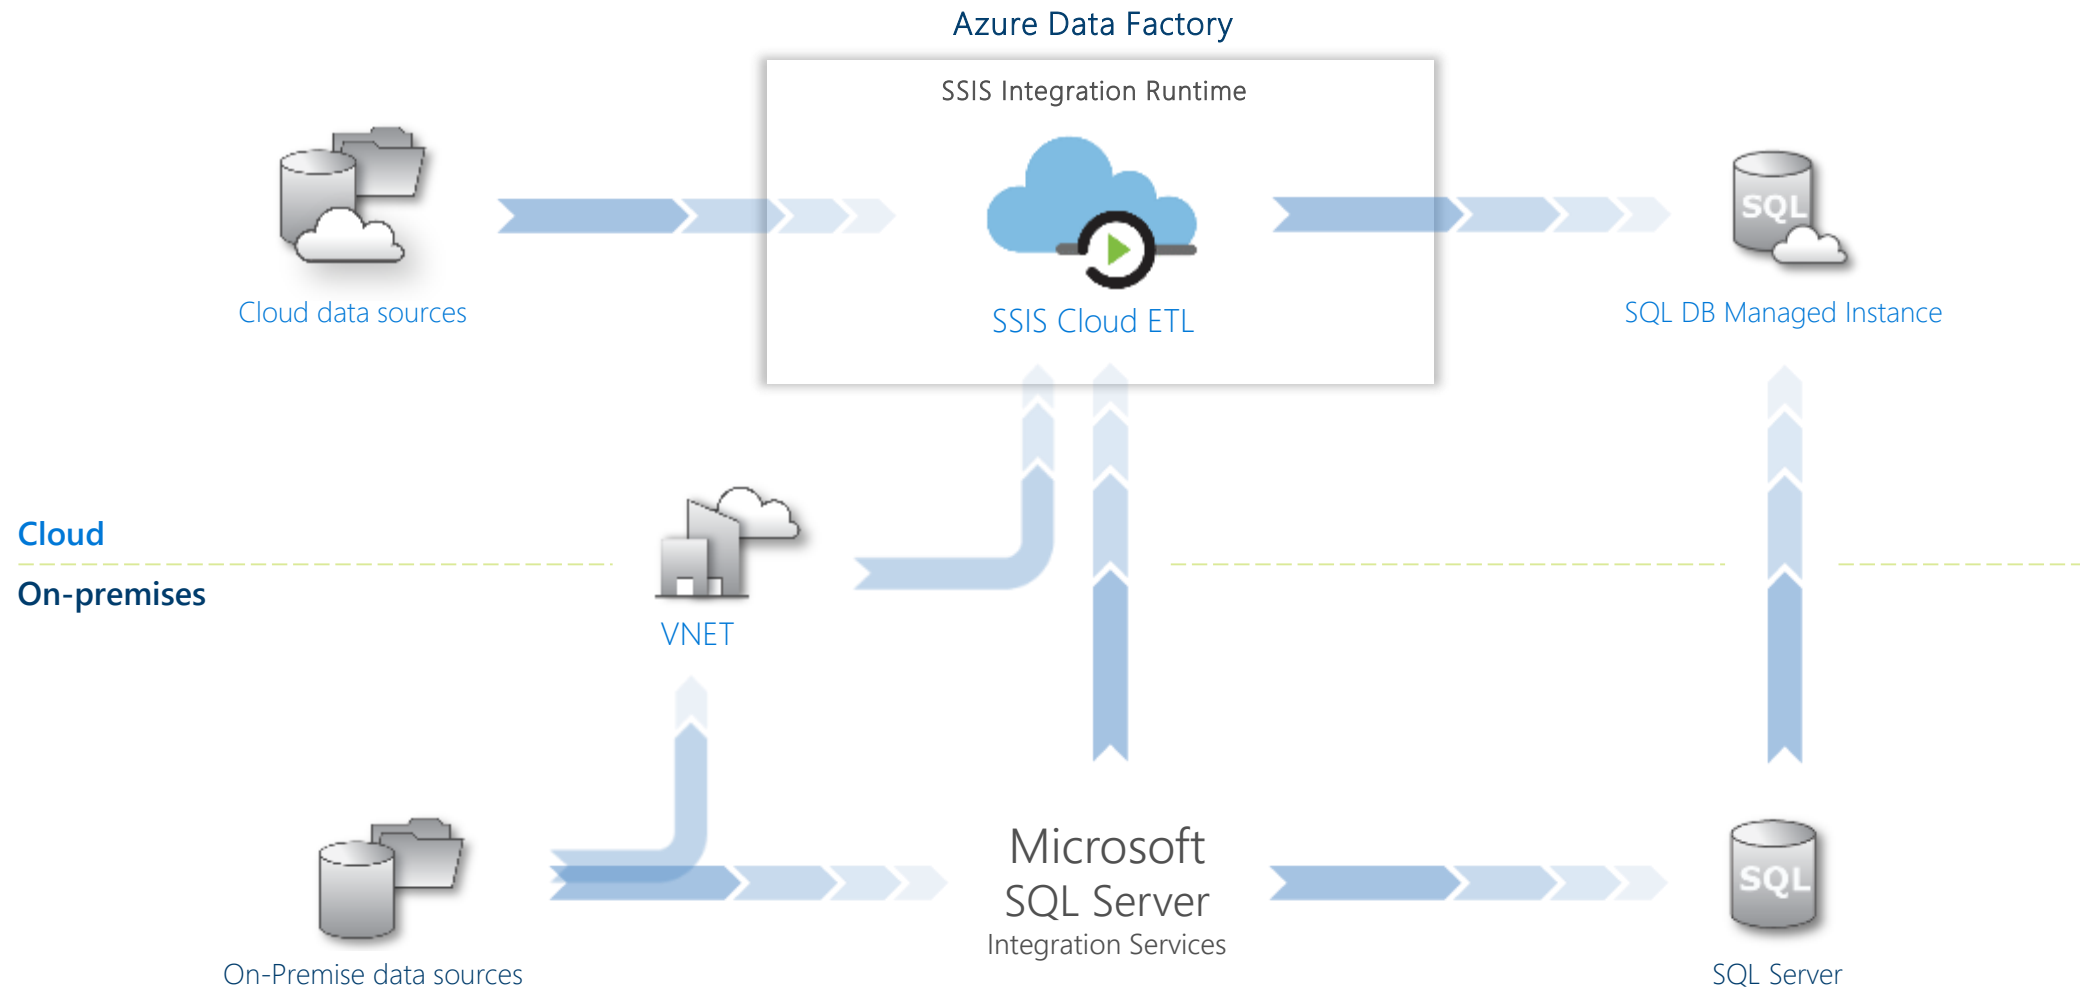 Azure Data Factory
SSIS Integration Runtime
SQL
Cloud data sources
SSIS Cloud ETL
SQL DB Managed Instance
Cloud
On-premises
VNET
Microsoft
SQL Server
Integration Services
SQL
On-Premise data sources
SQL Server